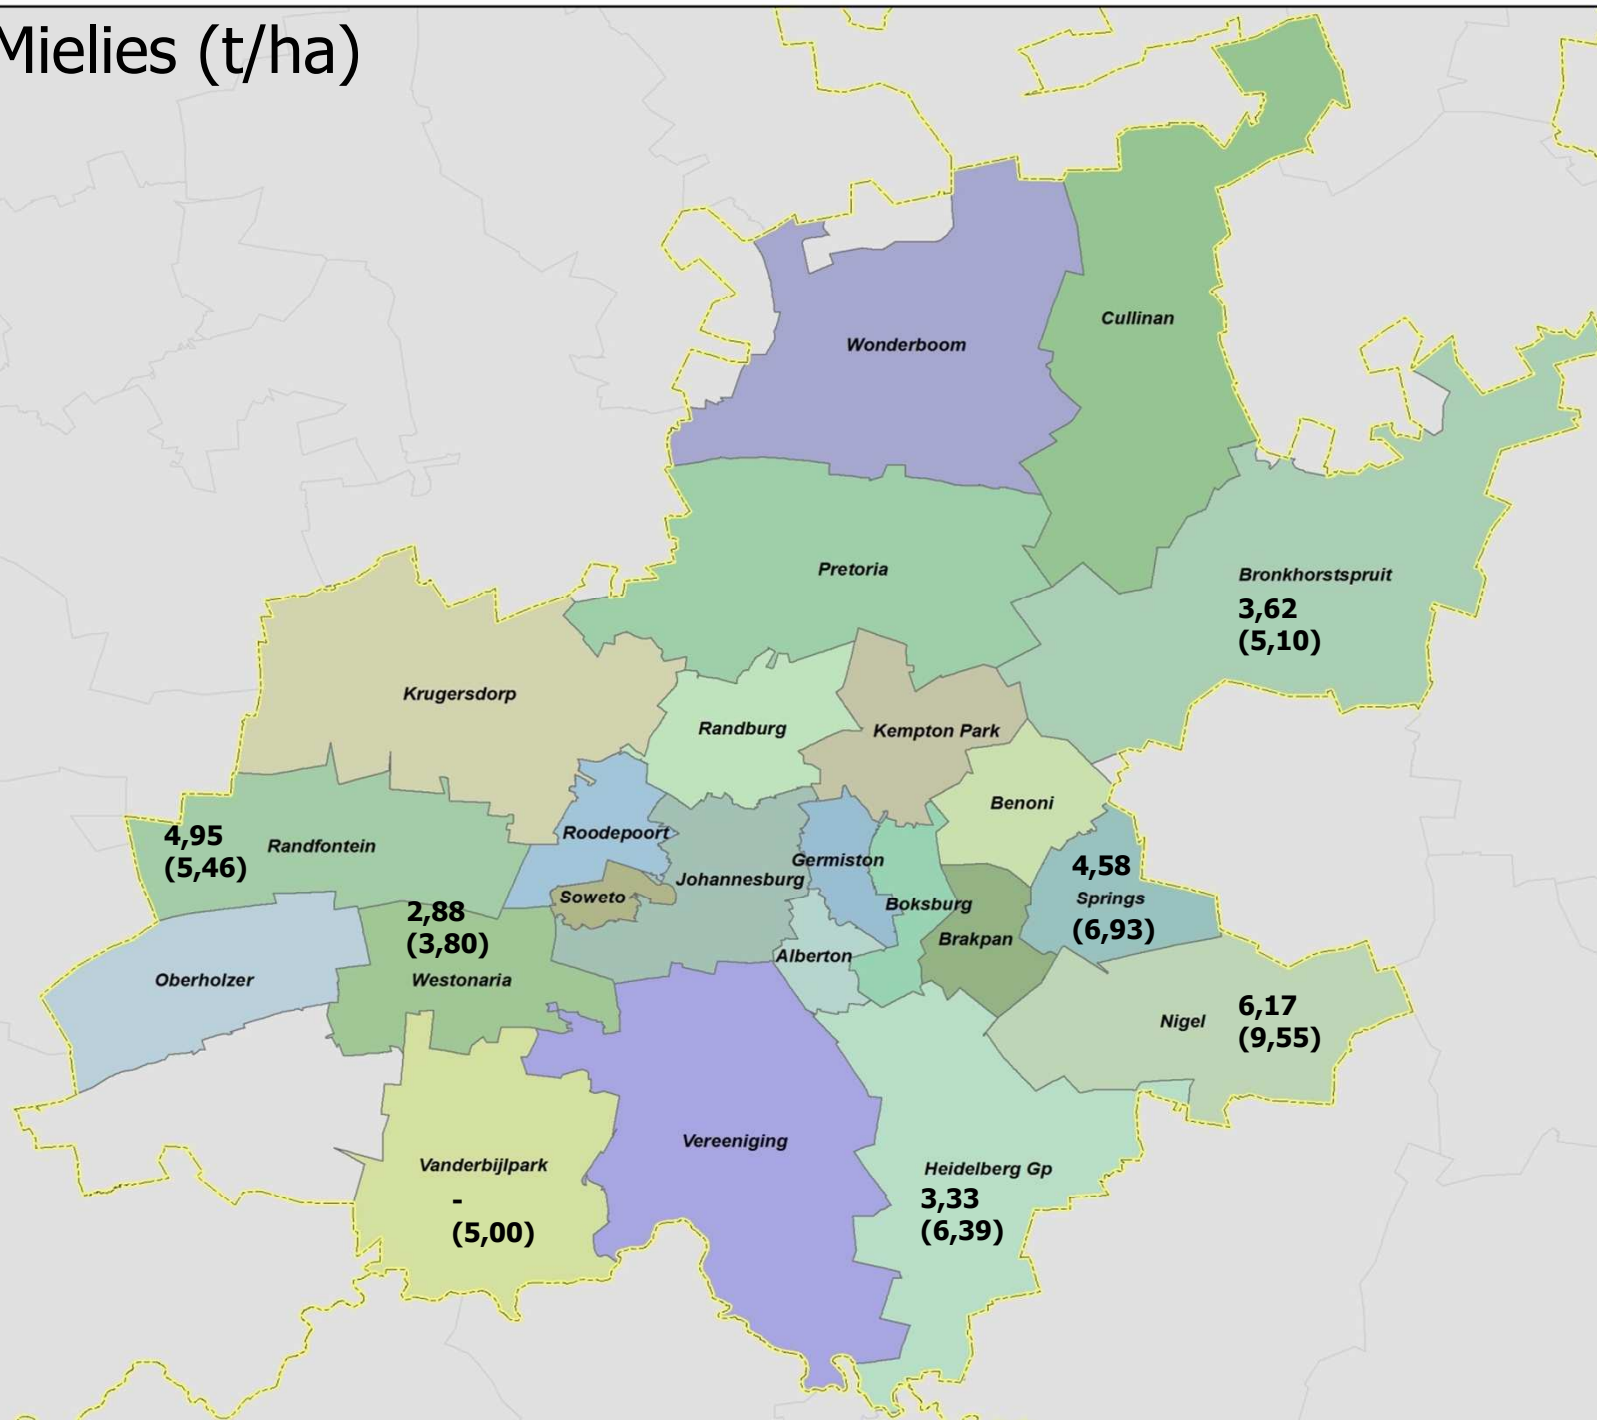 Mielies (t/ha)
Cullinan
Wonderboom
Pretoria
Bronkhorstspruit
3,62
(5,10)
Krugersdorp
Randburg
Kempton Park
Benoni
4,95
(5,46)
Randfontein
Roodepoort
Germiston
4,58
Springs
(6,93)
Johannesburg
Soweto
Boksburg
2,88
(3,80)
Westonaria
Brakpan
Alberton
Oberholzer
Nigel
6,17
(9,55)
Vereeniging
Vanderbijlpark
-
(5,00)
Heidelberg Gp
3,33
(6,39)